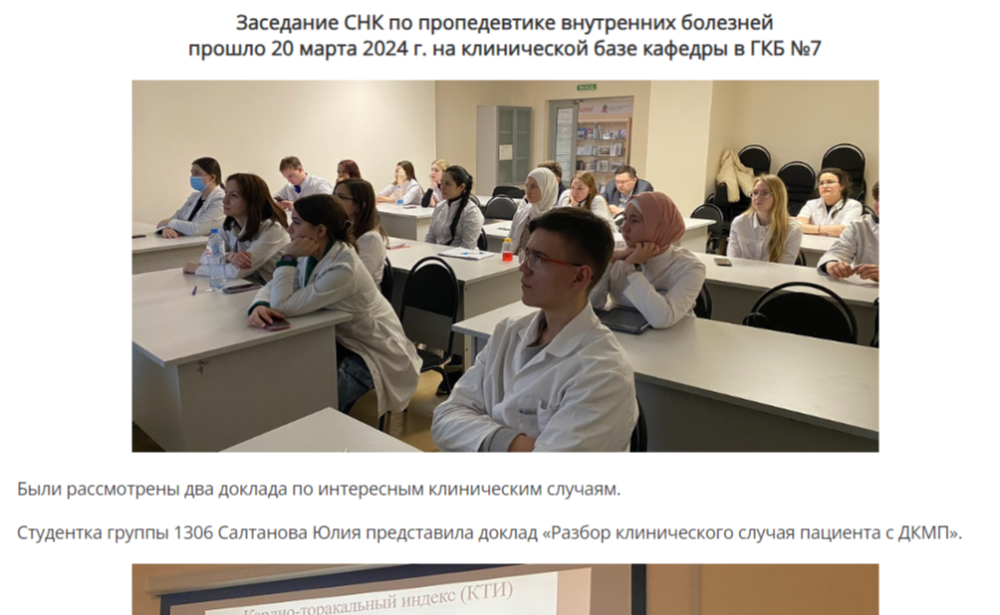 Заседание СНК по пропедевтике внутренних болезней
прошло 20 марта 2024 г. на клинической базе кафедры в ГКБ №7
Были рассмотрены два доклада по интересным клиническим случаям.
Студентка группы 1306 Салтанова Юлия представила доклад «Разбор клинического случая пациента с ДКМП».
Кардио-торакальный индекс (КТИ)